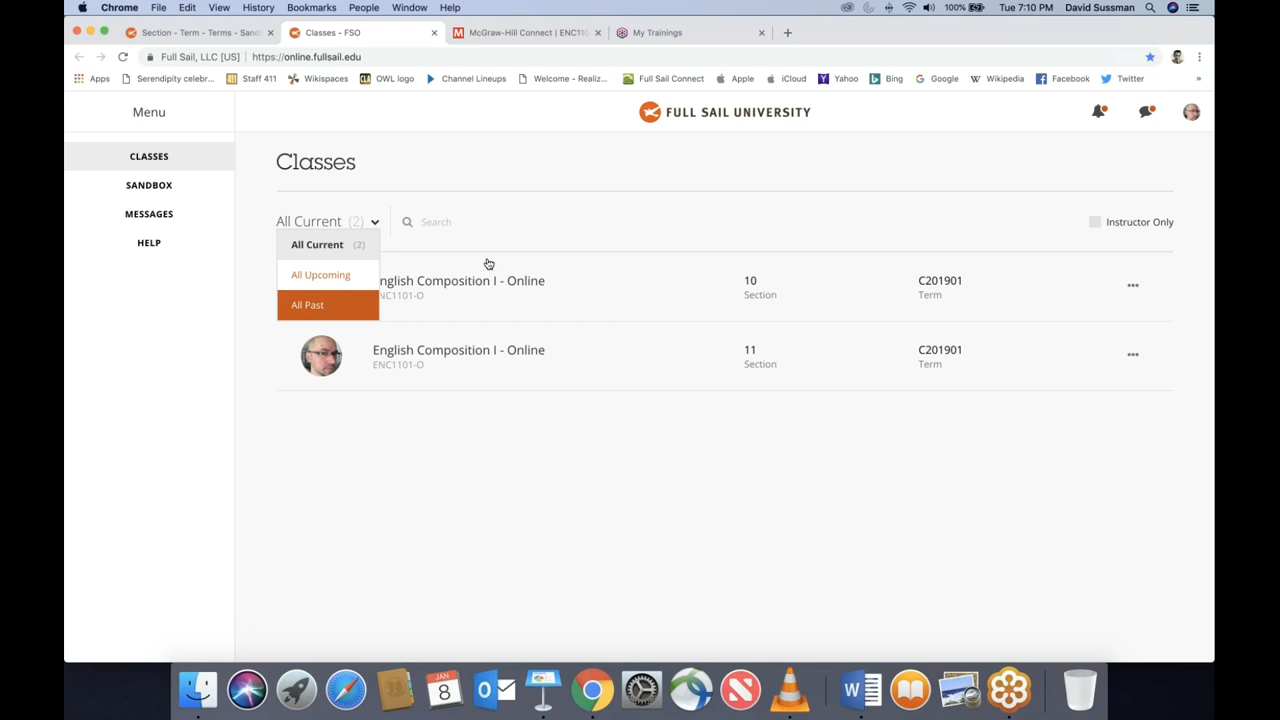 Chrome File Edit View History Bookmarks People Window Help 100% Tue 7:10 PM David Sussman
Section - Term - Terms - Sand Classes - FSO McGraw-Hill Connect | ENC110 My Trainings
Full Sail, LLC [US] https://online.fullsail.edu
Apps Serendipity celebr... Staff 411 Wikispaces OWL logo Channel Lineups Welcome - Realiz... Full Sail Connect Apple iCloud Yahoo Bing Google Wikipedia Facebook Twitter »
Menu FULL SAIL UNIVERSITY
CLASSES
SANDBOX
MESSAGES
HELP
Classes
All Current (2) Search Instructor Only
All Current (2)
All Upcoming
All Past
nglish Composition I - Online 10 C201901
NC1101-O Section Term
English Composition I - Online 11 C201901
ENC1101-O Section Term
JAN
8